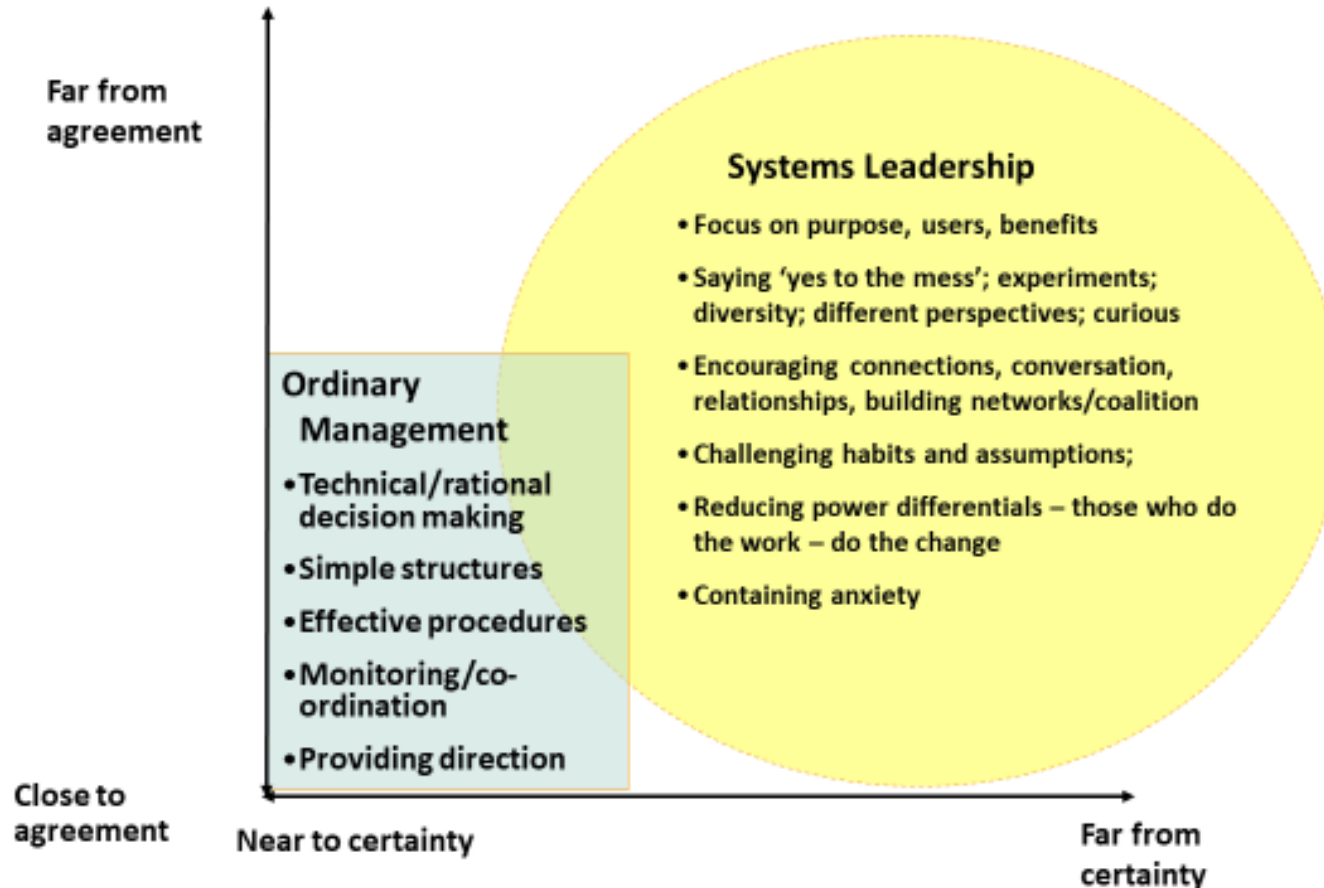 Far from
agreement
Systems Leadership
•Focus on purpose, users, benefits
•Saying ‘yes to the mess’; experiments;
diversity; different perspectives; curious
•Encouraging connections, conversation,
relationships, building networks/coalition
•Challenging habits and assumptions;
•Reducing power differentials – those who do
the work – do the change
•Containing anxiety
Ordinary
Management
•Technical/rational
decision making
•Simple structures
•Effective procedures
•Monitoring/co-
ordination
•Providing direction
Close to
agreement
Near to certainty
Far from
certainty